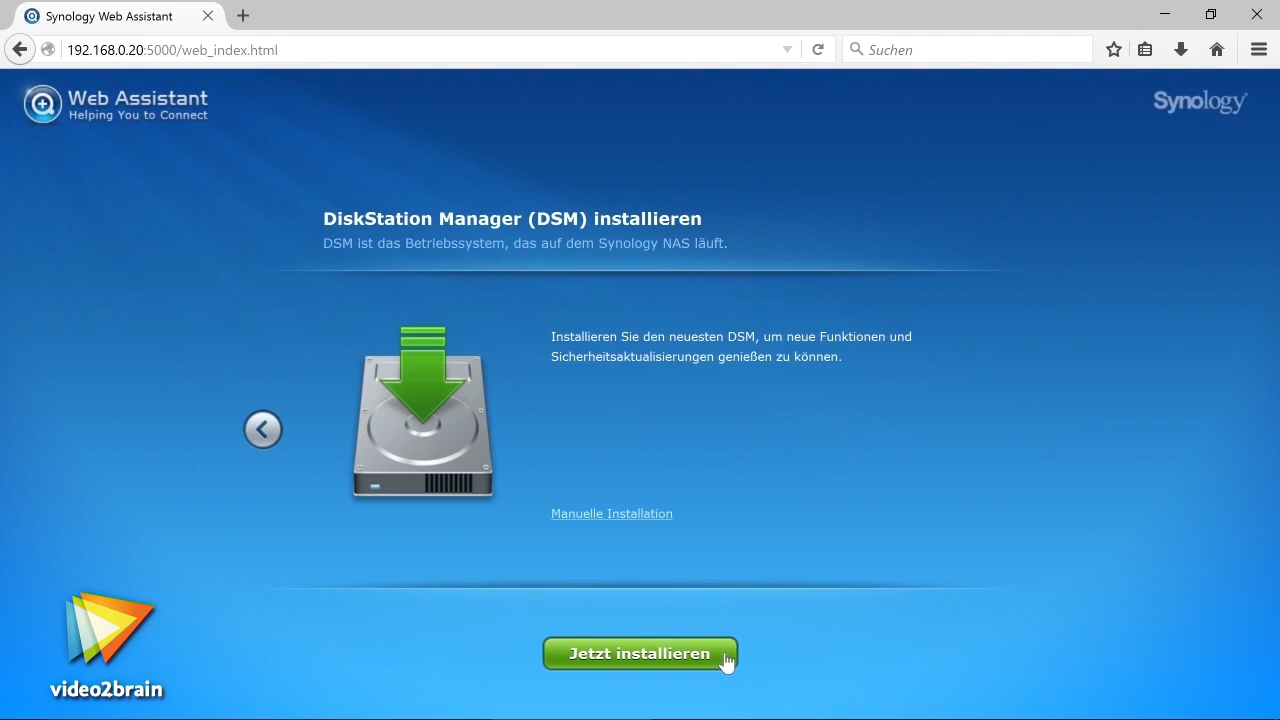 Synology Web Assistant
192.168.0.20:5000/web_index.html
Suchen
Web Assistant
Helping You to Connect
Synology
DiskStation Manager (DSM) installieren
DSM ist das Betriebssystem, das auf dem Synology NAS läuft.
Installieren Sie den neuesten DSM, um neue Funktionen und
Sicherheitsaktualisierungen genießen zu können.
Manuelle Installation
Jetzt installieren
video2brain